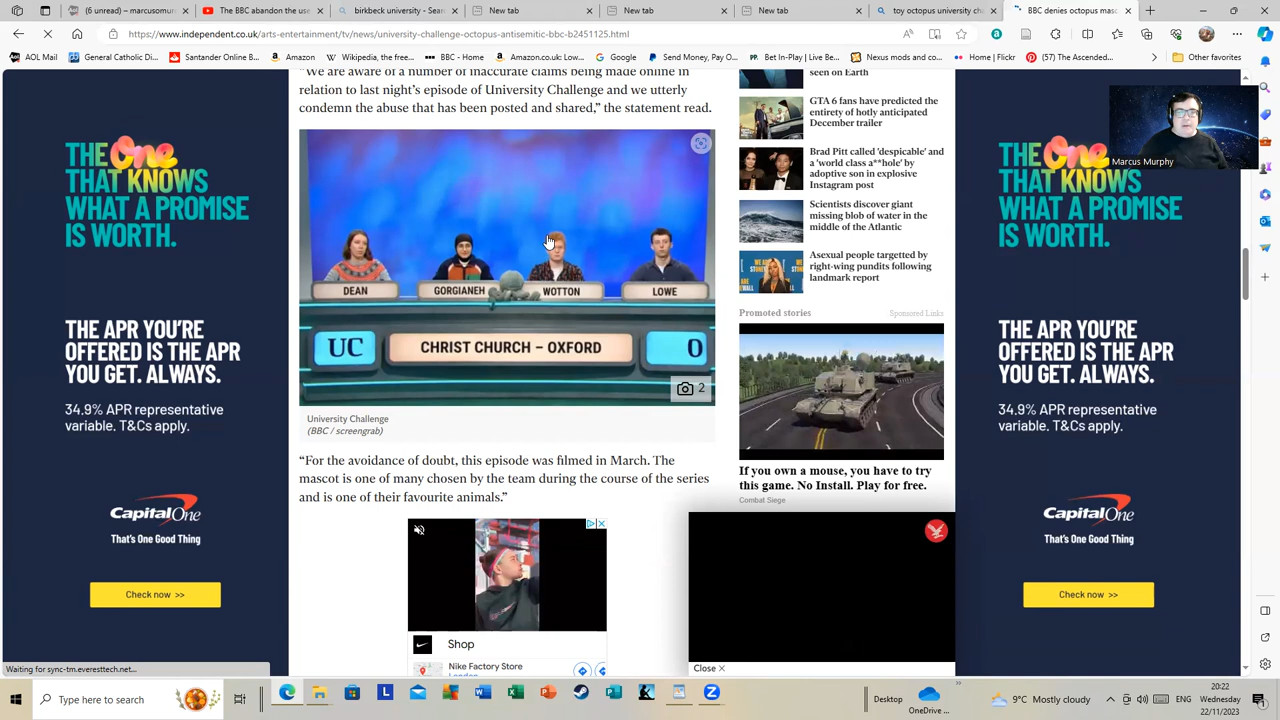 (6 unread) – marcusmur
The BBC abandon the use
birkbeck university - Sear
New tab
New tab
University Challenge Octo
toy octopus university cha
BBC denies octopus masc
https://www.independent.co.uk/arts-entertainment/tv/news/university-challenge-octopus-antisemitic-bbc-b2451125.html
AOL Mail
General Catholic Di...
Santander Online B...
Amazon
Wikipedia, the free...
BBC - Home
Amazon.co.uk: Low...
Google
Send Money, Pay O...
Bet In-Play | Live Be...
Nexus mods and co...
Home | Flickr
(57) The Ascended...
Other favorites
"We are aware of a number of inaccurate claims being made online in
relation to last night's episode of University Challenge and we utterly
condemn the abuse that has been posted and shared," the statement read.
DEAN
GORGIANEH
WOTTON
LOWE
UC
CHRIST CHURCH – OXFORD
0
2
University Challenge
(BBC / screengrab)
"For the avoidance of doubt, this episode was filmed in March. The
mascot is one of many chosen by the team during the course of the series
and is one of their favourite animals."
Shop
Nike Factory Store
London
seen on Earth
GTA 6 fans have predicted the
entirety of hotly anticipated
December trailer
Brad Pitt called 'despicable' and
a 'world class a**hole' by
adoptive son in explosive
Instagram post
Scientists discover giant
missing blob of water in the
middle of the Atlantic
Asexual people targetted by
right-wing pundits following
landmark report
Promoted stories
Sponsored Links
If you own a mouse, you have to try
this game. No Install. Play for free.
Combat Siege
Close X
THE One
THAT KNOWS
WHAT A PROMISE
IS WORTH.
THE APR YOU'RE
OFFERED IS THE APR
YOU GET. ALWAYS.
34.9% APR representative
variable. T&Cs apply.
Capital One
That's One Good Thing
Check now >>
Marcus Murphy
THE One
THAT KNOWS
WHAT A PROMISE
IS WORTH.
THE APR YOU'RE
OFFERED IS THE APR
YOU GET. ALWAYS.
34.9% APR representative
variable. T&Cs apply.
Capital One
That's One Good Thing
Check now >>
Waiting for sync-tm.everesttech.net...
Type here to search
Desktop
OneDrive ...
9°C Mostly cloudy
ENG
20:22
Wednesday
22/11/2023